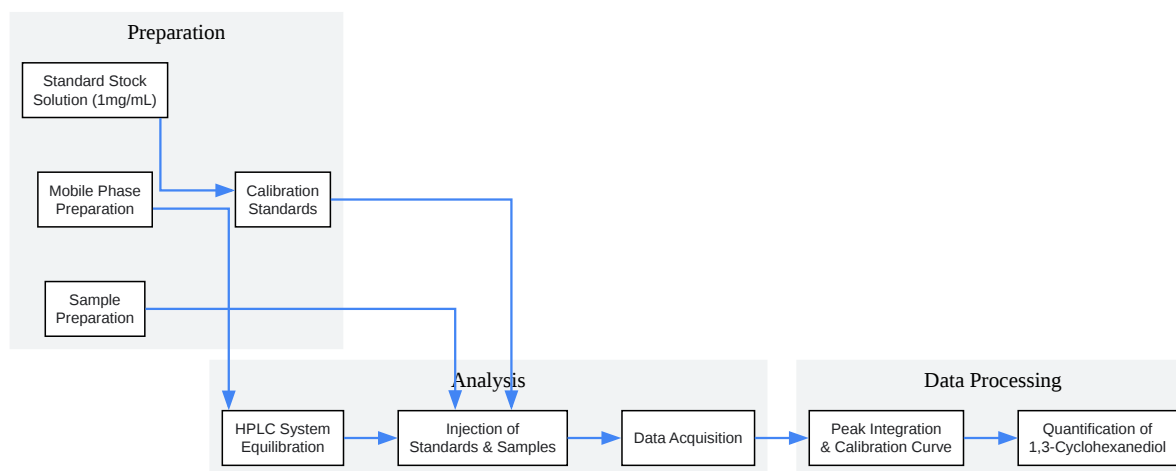 Preparation
Standard Stock
Solution (1mg/mL)
Mobile Phase
Preparation
Calibration
Standards
Sample
Preparation
Analysis
HPLC System
Equilibration
Injection of
Standards & Samples
Data Acquisition
Data Processing
Peak Integration
& Calibration Curve
Quantification of
1,3-Cyclohexanediol